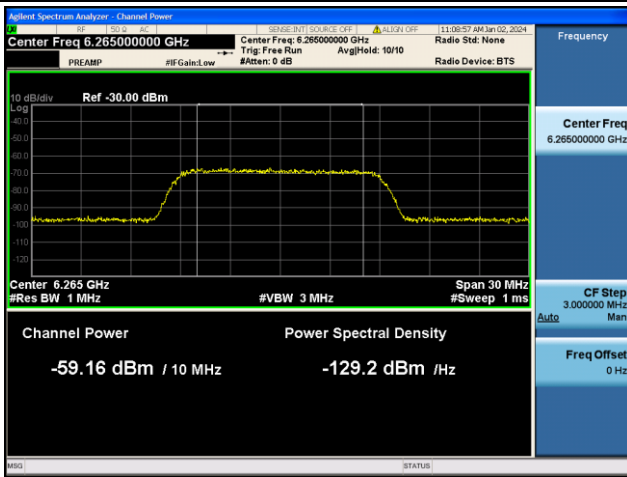 Agilent Spectrum Analyzer - Channel Power
RF 50 Ω AC SENSE:INT SOURCE OFF ALIGN OFF 11:08:57 AM Jan 02, 2024
Center Freq 6.265000000 GHz
Center Freq: 6.265000000 GHz
Radio Std: None
Trig: Free Run Avg|Hold: 10/10
PREAMP #IFGain:Low #Atten: 0 dB Radio Device: BTS
Frequency
10 dB/div Ref -30.00 dBm
Log
-40.0
-50.0
-60.0
-70.0
-80.0
-90.0
-100
-110
-120
Center Freq
6.265000000 GHz
Center 6.265 GHz Span 30 MHz
#Res BW 1 MHz #VBW 3 MHz #Sweep 1 ms
CF Step
3.000000 MHz
Auto Man
Channel Power Power Spectral Density
-59.16 dBm / 10 MHz -129.2 dBm /Hz
Freq Offset
0 Hz
MSG STATUS